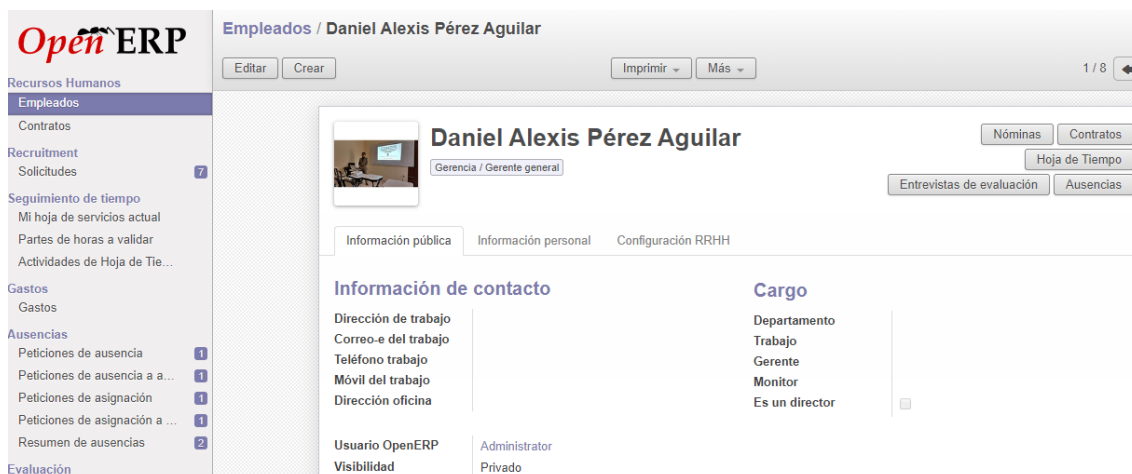 OpenERP
Empleados / Daniel Alexis Pérez Aguilar
Editar Crear Imprimir Más 1 / 8
Recursos Humanos
Empleados
Contratos
Recruitment
Solicitudes 7
Seguimiento de tiempo
Mi hoja de servicios actual
Partes de horas a validar
Actividades de Hoja de Tie...
Gastos
Gastos
Ausencias
Peticiones de ausencia 1
Peticiones de ausencia a a... 1
Peticiones de asignación 1
Peticiones de asignación a ... 1
Resumen de ausencias 2
Evaluación
Daniel Alexis Pérez Aguilar
Gerencia / Gerente general
Nóminas Contratos
Hoja de Tiempo
Entrevistas de evaluación Ausencias
Información pública Información personal Configuración RRHH
Información de contacto
Dirección de trabajo
Correo-e del trabajo
Teléfono trabajo
Móvil del trabajo
Dirección oficina
Cargo
Departamento
Trabajo
Gerente
Monitor
Es un director
Usuario OpenERP Administrator
Visibilidad Privado